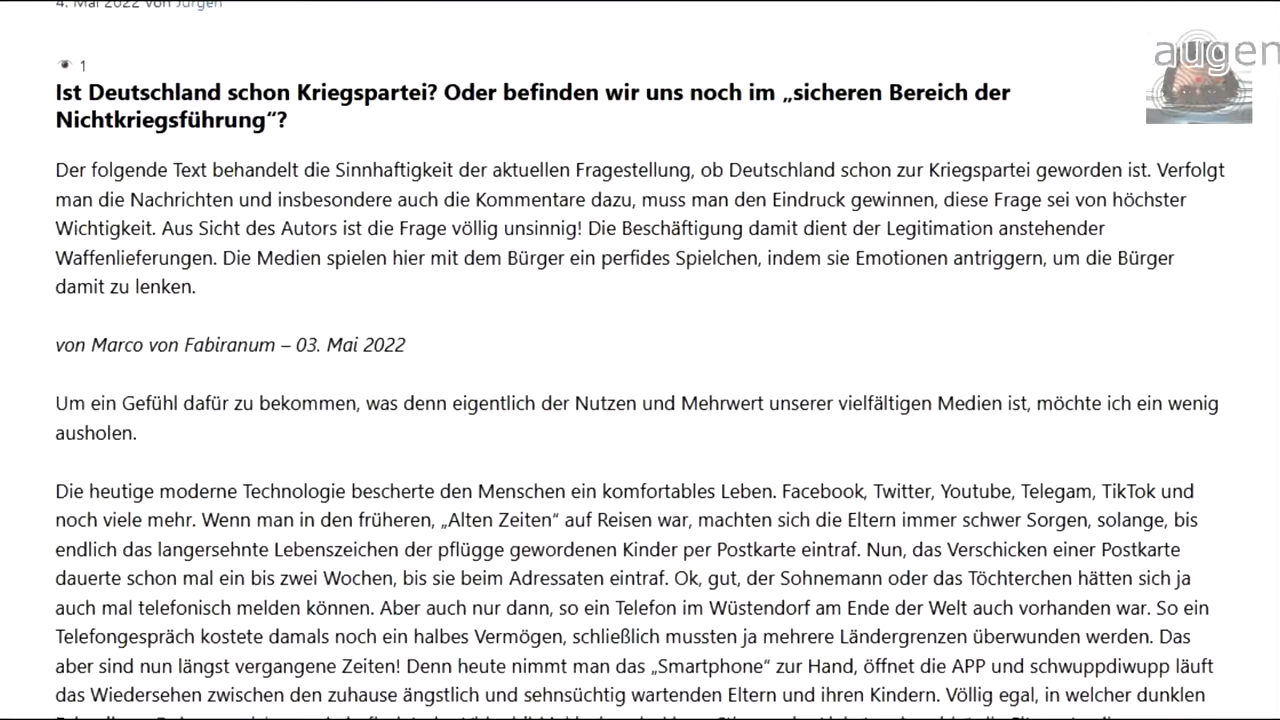 4. Mai 2022 von Jürgen
1
augen
Ist Deutschland schon Kriegspartei? Oder befinden wir uns noch im „sicheren Bereich der
Nichtkriegsführung“?
Der folgende Text behandelt die Sinnhaftigkeit der aktuellen Fragestellung, ob Deutschland schon zur Kriegspartei geworden ist. Verfolgt
man die Nachrichten und insbesondere auch die Kommentare dazu, muss man den Eindruck gewinnen, diese Frage sei von höchster
Wichtigkeit. Aus Sicht des Autors ist die Frage völlig unsinnig! Die Beschäftigung damit dient der Legitimation anstehender
Waffenlieferungen. Die Medien spielen hier mit dem Bürger ein perfides Spielchen, indem sie Emotionen antriggern, um die Bürger
damit zu lenken.
von Marco von Fabiranum – 03. Mai 2022
Um ein Gefühl dafür zu bekommen, was denn eigentlich der Nutzen und Mehrwert unserer vielfältigen Medien ist, möchte ich ein wenig
ausholen.
Die heutige moderne Technologie bescherte den Menschen ein komfortables Leben. Facebook, Twitter, Youtube, Telegam, TikTok und
noch viele mehr. Wenn man in den früheren, „Alten Zeiten“ auf Reisen war, machten sich die Eltern immer schwer Sorgen, solange, bis
endlich das langersehnte Lebenszeichen der pflügge gewordenen Kinder per Postkarte eintraf. Nun, das Verschicken einer Postkarte
dauerte schon mal ein bis zwei Wochen, bis sie beim Adressaten eintraf. Ok, gut, der Sohnemann oder das Töchterchen hätten sich ja
auch mal telefonisch melden können. Aber auch nur dann, so ein Telefon im Wüstendorf am Ende der Welt auch vorhanden war. So ein
Telefongespräch kostete damals noch ein halbes Vermögen, schließlich mussten ja mehrere Ländergrenzen überwunden werden. Das
aber sind nun längst vergangene Zeiten! Denn heute nimmt man das „Smartphone“ zur Hand, öffnet die APP und schwuppdiwupp läuft
das Wiedersehen zwischen den zuhause ängstlich und sehnsüchtig wartenden Eltern und ihren Kindern. Völlig egal, in welcher dunklen